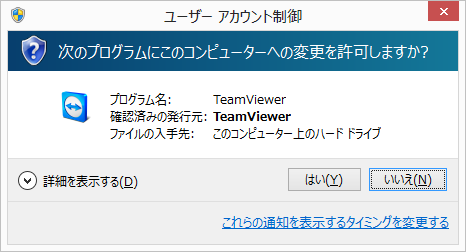 ユーザー アカウント制御
次のプログラムにこのコンピューターへの変更を許可しますか?
プログラム名: TeamViewer
確認済みの発行元: TeamViewer
ファイルの入手先: このコンピューター上のハード ドライブ
詳細を表示する(D) はい(Y) いいえ(N)
これらの通知を表示するタイミングを変更する